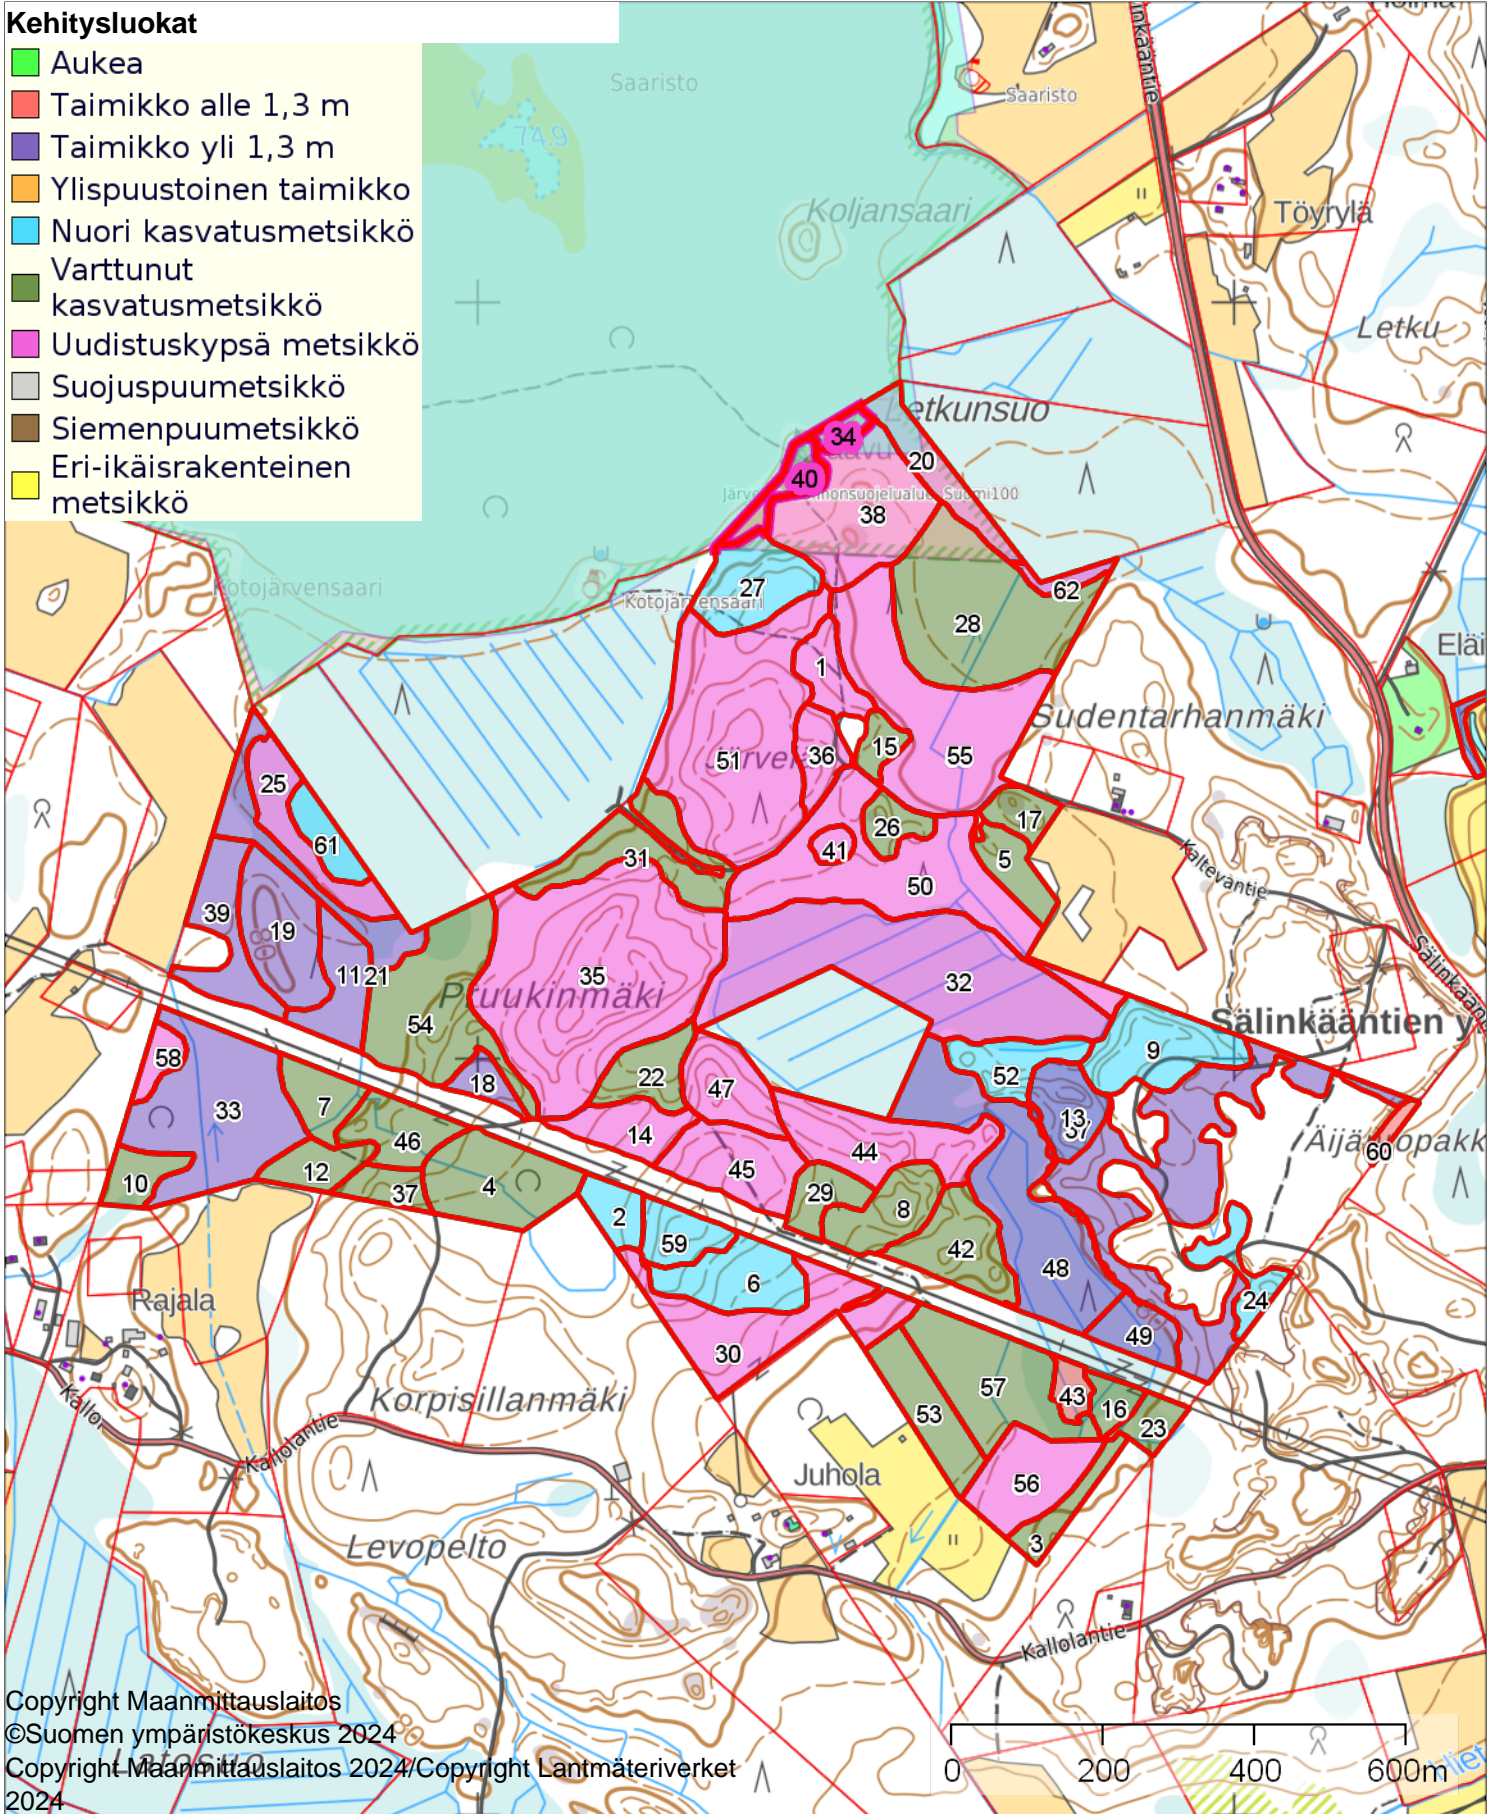 Kehitysluokat
Aukea
Taimikko alle 1,3 m
Taimikko yli 1,3 m
Ylispuustoinen taimikko
Nuori kasvatusmetsikkö
Varttunut
kasvatusmetsikkö
Uudistuskypsä metsikkö
Suojuspuumetsikkö
Siemenpuumetsikkö
Eri-ikäisrakenteinen
metsikkö
Saaristo
74.9
Saaristo
Koljansaari
Töyrylä
Letku
Letkunsuo
34
20
40
38
Kotojärvensaari
27
Kotojärvensaari
62
28
1
Sudentarhanmäki
15
36
55
51
25
61
17
26
41
5
31
50
Kaltevantie
39
19
11
21
35
32
Pruukinmäki
54
Sälinkääntien y
58
9
22
52
18
47
33
7
13
14
44
46
60
45
12
10
37
4
29
8
2
59
42
6
48
24
Rajala
49
30
57
43
16
53
23
Korpisillanmäki
Kallolantie
56
Juhola
3
Levopelto
Kallolantie
Copyright Maanmittauslaitos
©Suomen ympäristökeskus 2024
Latosuo
Copyright Maanmittauslaitos 2024/Copyright Lantmäteriverket
2024
0 200 400 600m